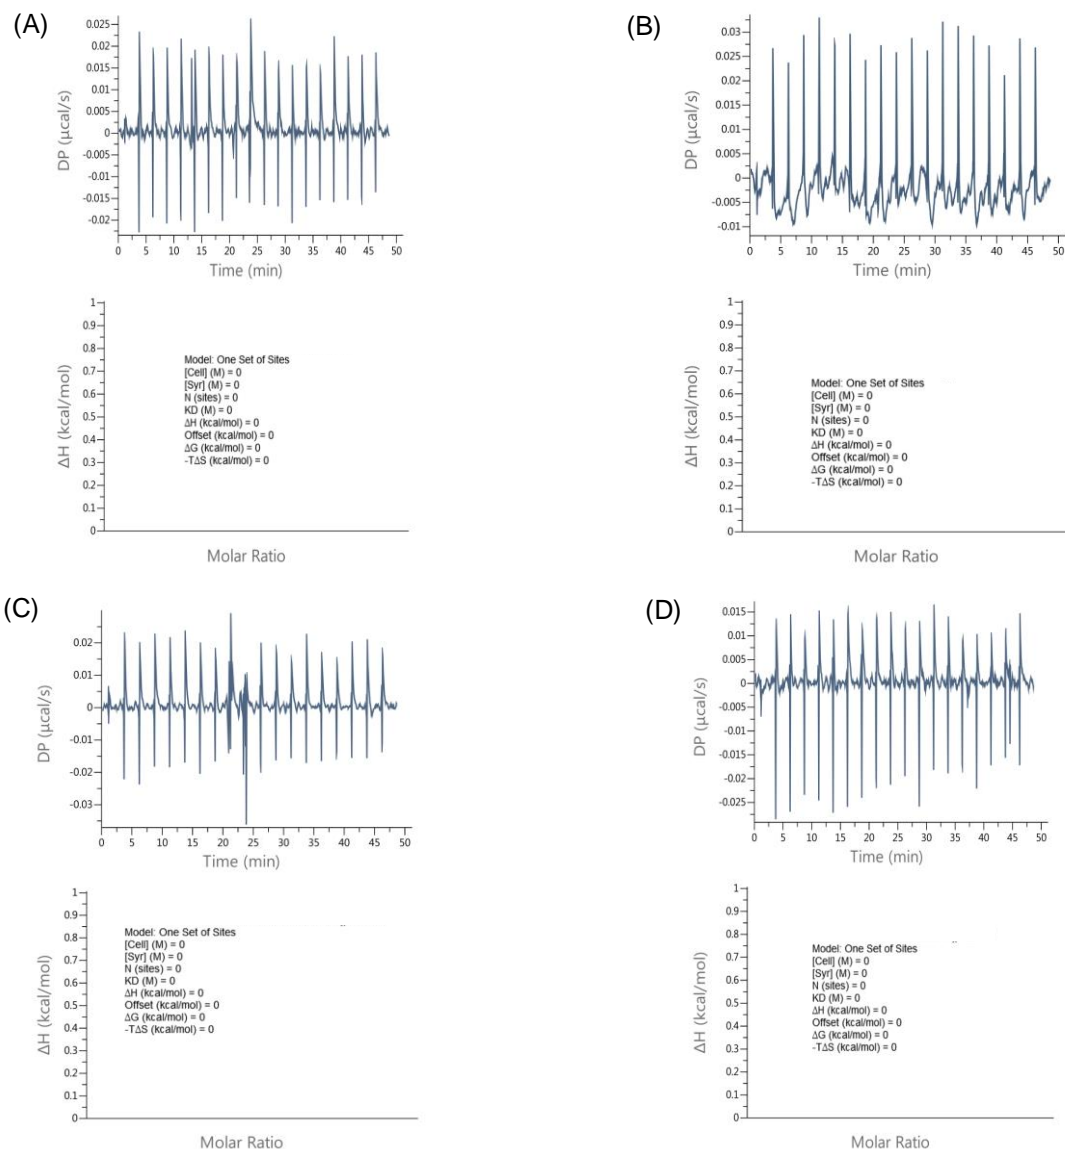 (A)
DP (µcal/s)
0.025
0.02
0.015
0.01
0.005
0
-0.005
-0.01
-0.015
-0.02
0 5 10 15 20 25 30 35 40 45 50
Time (min)
ΔH (kcal/mol)
1
0.9
0.8
0.7
0.6
0.5
0.4
0.3
0.2
0.1
0
Model: One Set of Sites
[Cell] (M) = 0
[Syr] (M) = 0
N (sites) = 0
KD (M) = 0
ΔH (kcal/mol) = 0
Offset (kcal/mol) = 0
ΔG (kcal/mol) = 0
-TΔS (kcal/mol) = 0
Molar Ratio
(B)
DP (µcal/s)
0.03
0.025
0.02
0.015
0.01
0.005
0
-0.005
-0.01
0 5 10 15 20 25 30 35 40 45 50
Time (min)
ΔH (kcal/mol)
1
0.9
0.8
0.7
0.6
0.5
0.4
0.3
0.2
0.1
0
Model: One Set of Sites
[Cell] (M) = 0
[Syr] (M) = 0
N (sites) = 0
KD (M) = 0
ΔH (kcal/mol) = 0
Offset (kcal/mol) = 0
ΔG (kcal/mol) = 0
-TΔS (kcal/mol) = 0
Molar Ratio
(C)
DP (µcal/s)
0.02
0.01
0
-0.01
-0.02
-0.03
0 5 10 15 20 25 30 35 40 45 50
Time (min)
ΔH (kcal/mol)
1
0.9
0.8
0.7
0.6
0.5
0.4
0.3
0.2
0.1
0
Model: One Set of Sites
[Cell] (M) = 0
[Syr] (M) = 0
N (sites) = 0
KD (M) = 0
ΔH (kcal/mol) = 0
Offset (kcal/mol) = 0
ΔG (kcal/mol) = 0
-TΔS (kcal/mol) = 0
Molar Ratio
(D)
DP (µcal/s)
0.015
0.01
0.005
0
-0.005
-0.01
-0.015
-0.02
-0.025
0 5 10 15 20 25 30 35 40 45 50
Time (min)
ΔH (kcal/mol)
1
0.9
0.8
0.7
0.6
0.5
0.4
0.3
0.2
0.1
0
Model: One Set of Sites
[Cell] (M) = 0
[Syr] (M) = 0
N (sites) = 0
KD (M) = 0
ΔH (kcal/mol) = 0
Offset (kcal/mol) = 0
ΔG (kcal/mol) = 0
-TΔS (kcal/mol) = 0
Molar Ratio